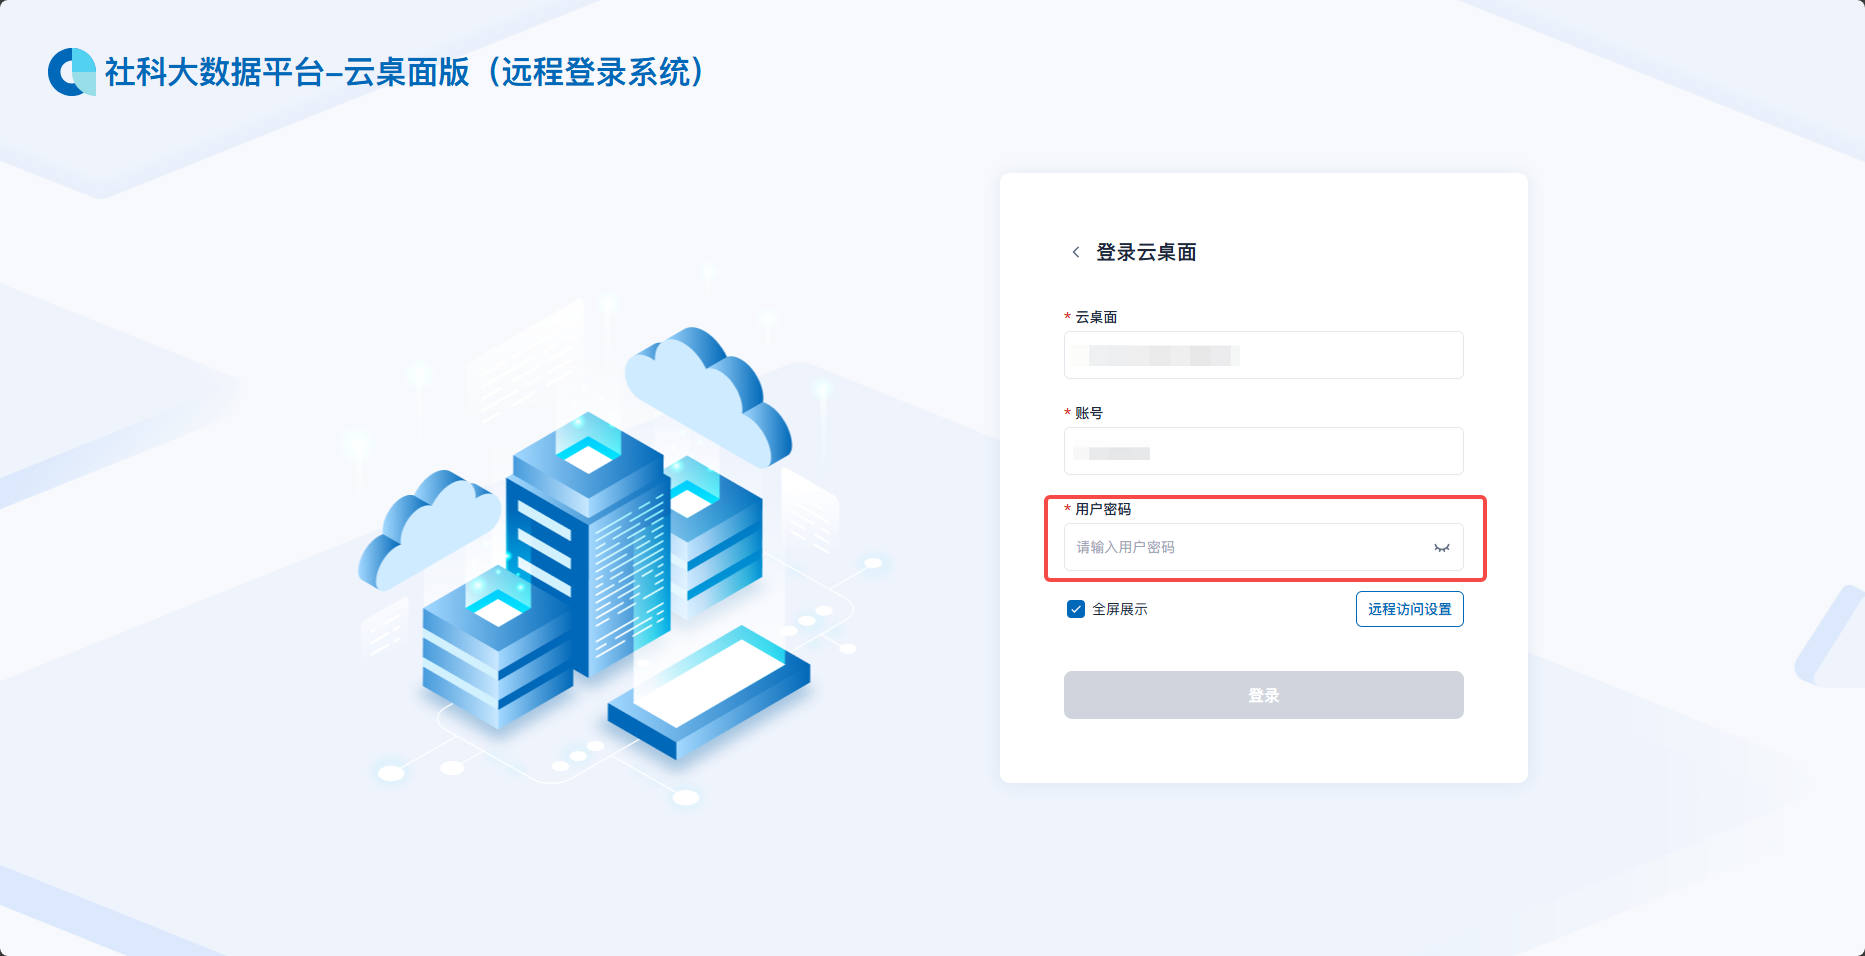 社科大数据平台–云桌面版（远程登录系统）
登录云桌面
* 云桌面
* 账号
* 用户密码
请输入用户密码
全屏展示
远程访问设置
登录